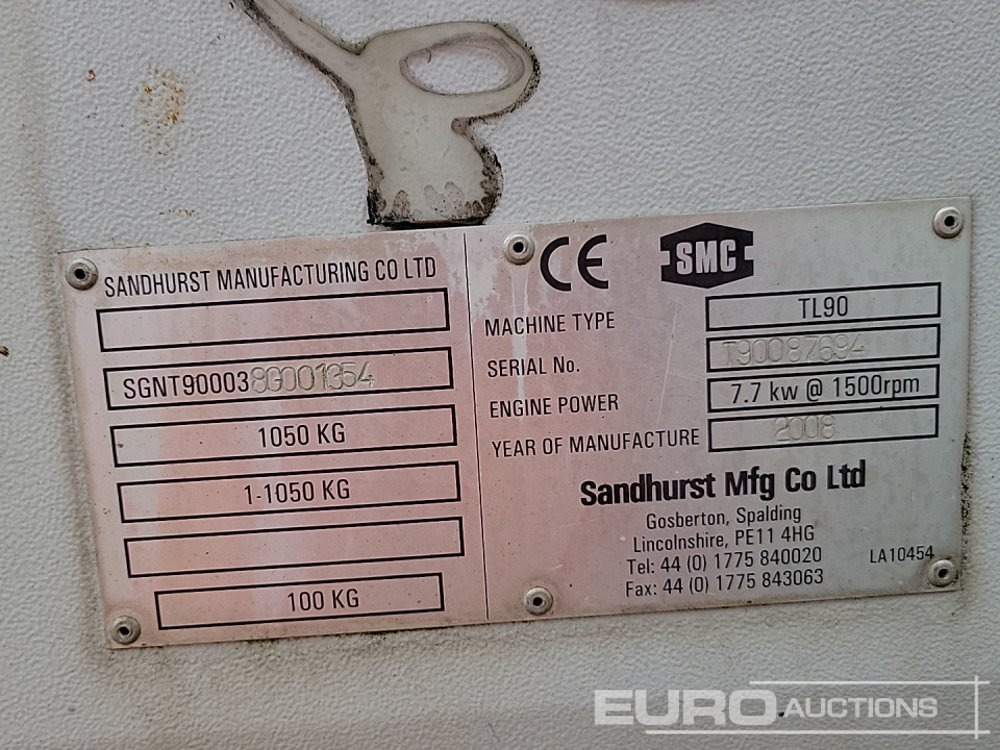 SANDHURST MANUFACTURING CO LTD
SGNT900038G001354
1050 KG
1-1050 KG
100 KG
CE SMC
MACHINE TYPE TL90
SERIAL No. T90087694
ENGINE POWER 7.7 kw @ 1500rpm
YEAR OF MANUFACTURE 2008
Sandhurst Mfg Co Ltd
Gosberton, Spalding
Lincolnshire, PE11 4HG
Tel: 44 (0) 1775 840020
Fax: 44 (0) 1775 843063
LA10454
EURO AUCTIONS